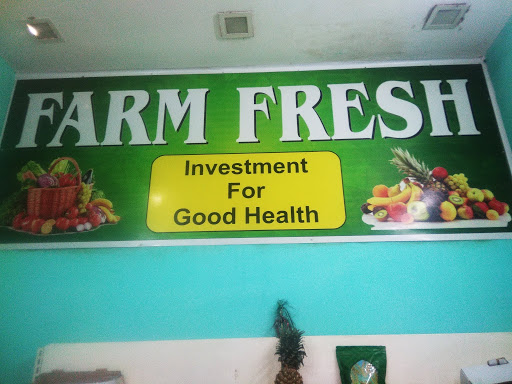 FARM FRESH
Investment
For
Good Health